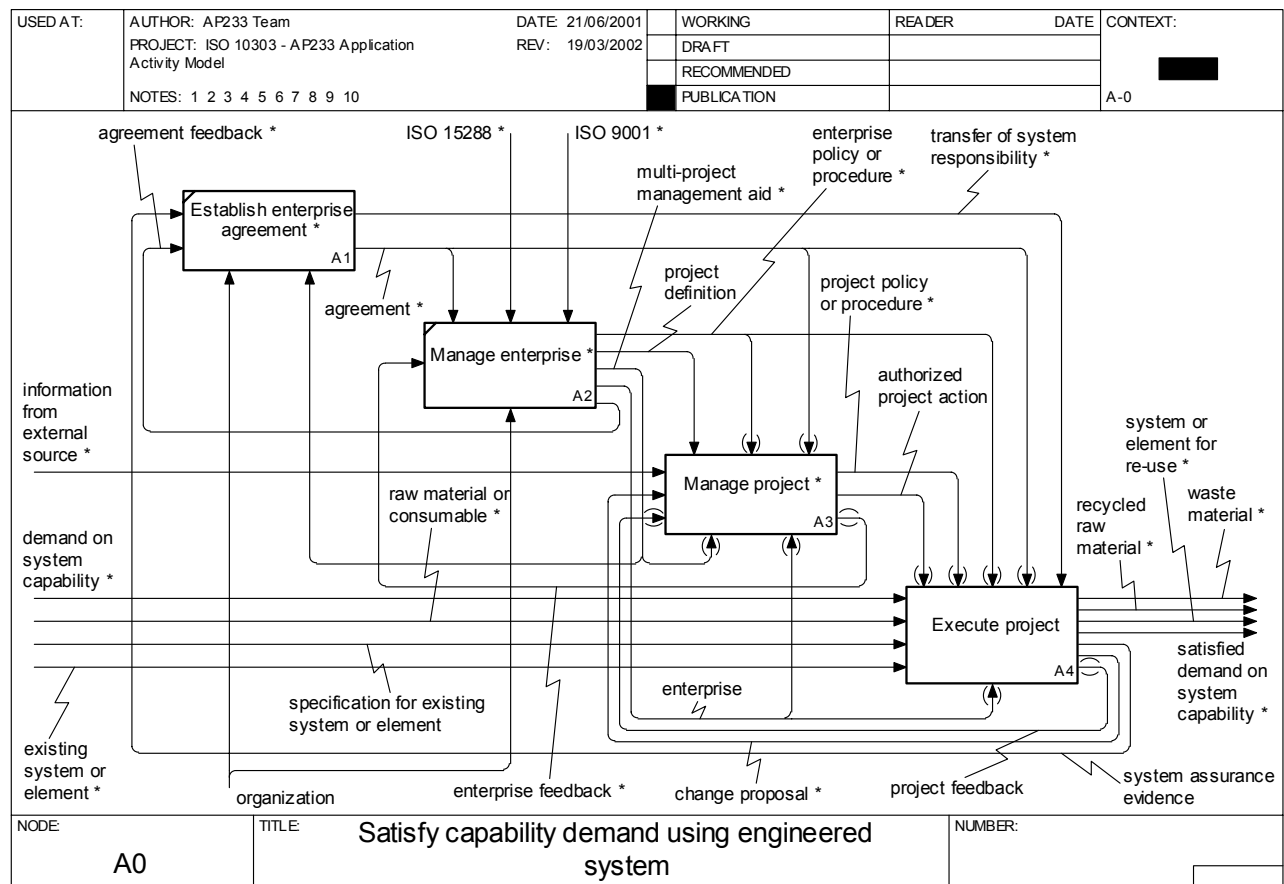 USED AT:
AUTHOR: AP233 Team
DATE: 21/06/2001
WORKING
READER
DATE
CONTEXT:
PROJECT: ISO 10303 - AP233 Application
REV: 19/03/2002
DRAFT
Activity Model
RECOMMENDED
NOTES: 1 2 3 4 5 6 7 8 9 10
PUBLICATION
A-0
agreement feedback *
ISO 15288 *
ISO 9001 *
enterprise
policy or
procedure *
transfer of system
responsibility *
multi-project
management aid *
Establish enterprise
agreement *
A1
agreement *
project
definition
project policy
or procedure *
Manage enterprise *
A2
authorized
project action
information
from
external
source *
system or
element for
re-use *
Manage project *
A3
raw material or
consumable *
recycled
raw
material *
waste
material *
demand on
system
capability *
Execute project
A4
satisfied
demand on
system
capability *
specification for existing
system or element
enterprise
existing
system or
element *
organization
enterprise feedback *
change proposal *
project feedback
system assurance
evidence
NODE:
A0
TITLE:
Satisfy capability demand using engineered
system
NUMBER: